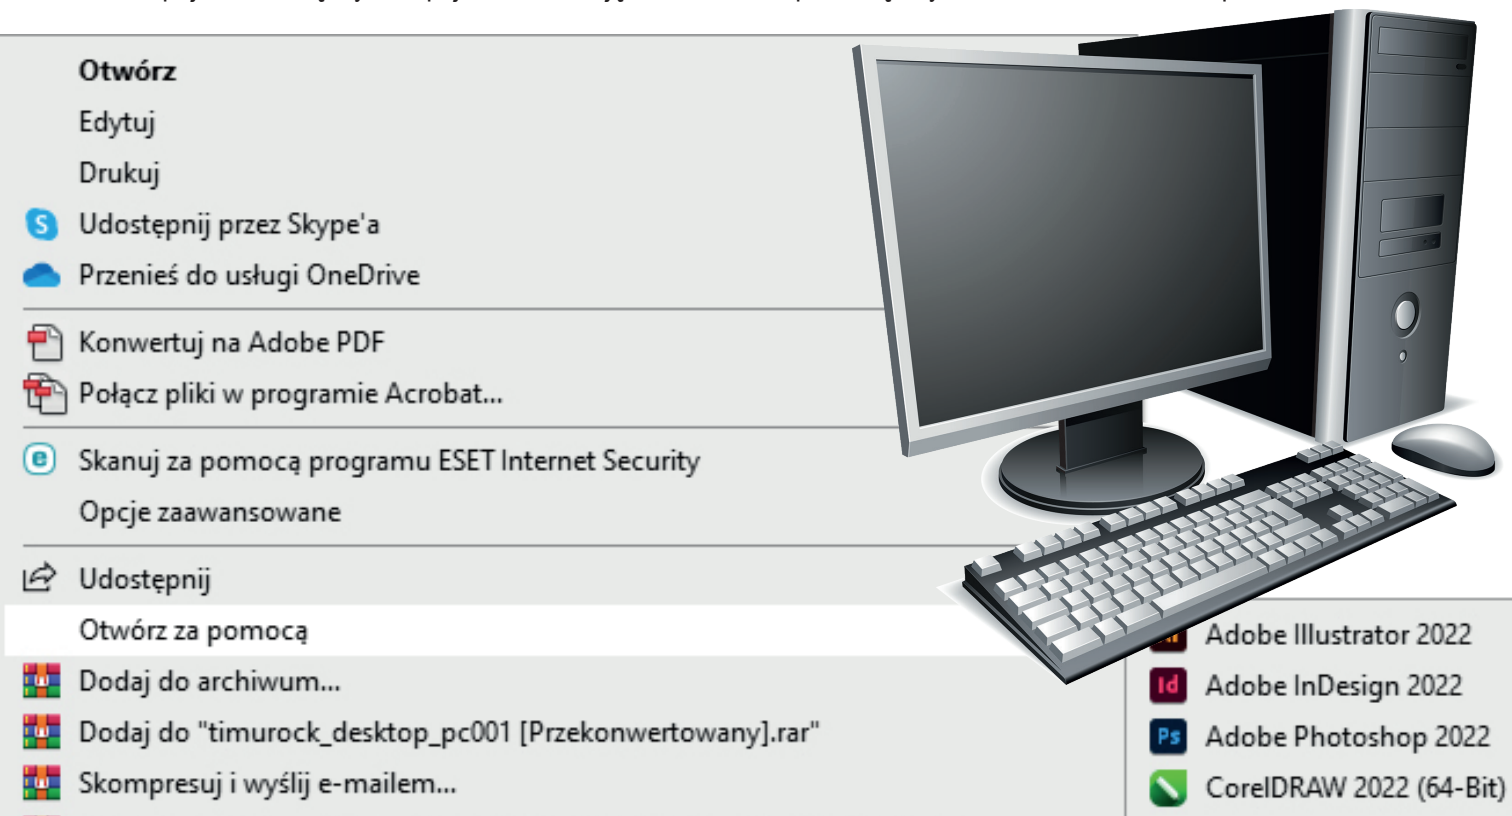 Otwórz
Edytuj
Drukuj
Udostępnij przez Skype'a
Przenieś do usługi OneDrive
Konwertuj na Adobe PDF
Połącz pliki w programie Acrobat...
Skanuj za pomocą programu ESET Internet Security
Opcje zaawansowane
Udostępnij
Otwórz za pomocą
Dodaj do archiwum...
Dodaj do "timurock_desktop_pc001 [Przekonwertowany].rar"
Skompresuj i wyślij e-mailem...
Adobe Illustrator 2022
Id Adobe InDesign 2022
Ps Adobe Photoshop 2022
CorelDRAW 2022 (64-Bit)